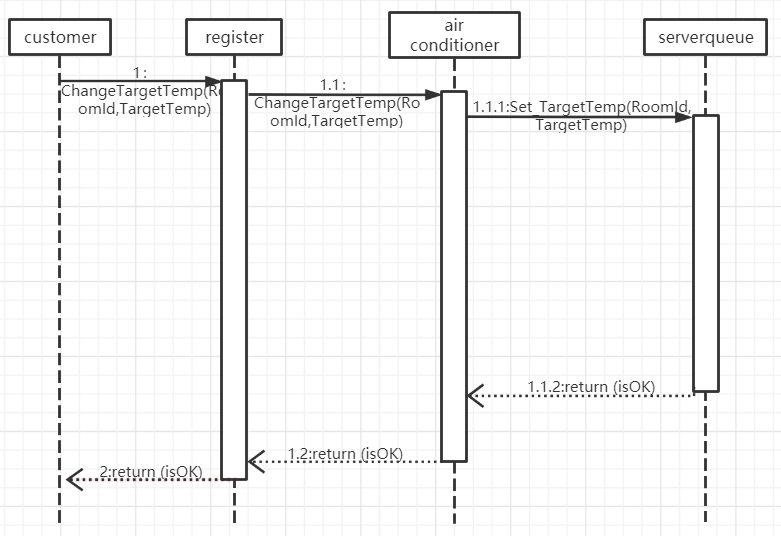 customer
register
air
conditioner
serverqueue
1:
ChangeTargetTemp(Ro
omId,TargetTemp)
1.1:
ChangeTargetTemp(Ro
omId,TargetTemp)
1.1.1:Set_TargetTemp(RoomId,
TargetTemp)
1.1.2:return (isOK)
1.2:return (isOK)
2:return (isOK)